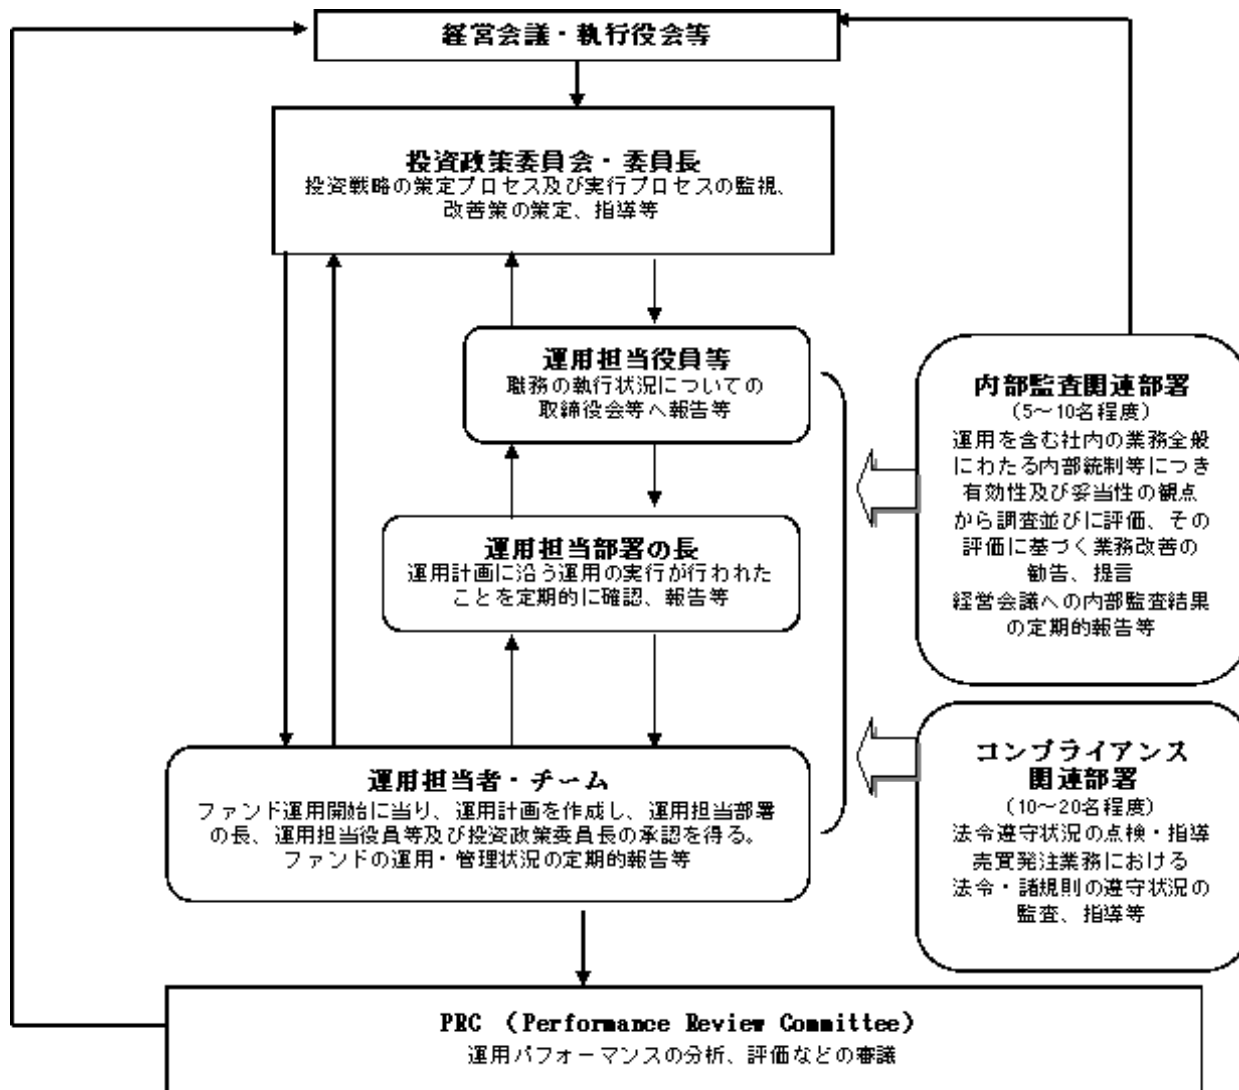 経営会議・執行役会等
投資政策委員会・委員長
投資戦略の策定プロセス及び実行プロセスの監視、
改善策の策定、指導等
運用担当役員等
職務の執行状況についての
取締役会等へ報告等
運用担当部署の長
運用計画に沿う運用の実行が行われた
ことを定期的に確認、報告等
運用担当者・チーム
ファンド運用開始に当り、運用計画を作成し、運用担当部署
の長、運用担当役員等及び投資政策委員長の承認を得る。
ファンドの運用・管理状況の定期的報告等
内部監査関連部署
(5~10名程度)
運用を含む社内の業務全般
にわたる内部統制等につき
有効性及び妥当性の観点
から調査並びに評価、その
評価に基づく業務改善の
勧告、提言
経営会議への内部監査結果
の定期的報告等
コンプライアンス
関連部署
(10~20名程度)
法令遵守状況の点検・指導
売買発注業務における
法令・諸規則の遵守状況の
監査、指導等
PRC (Performance Review Committee)
運用パフォーマンスの分析、評価などの審議